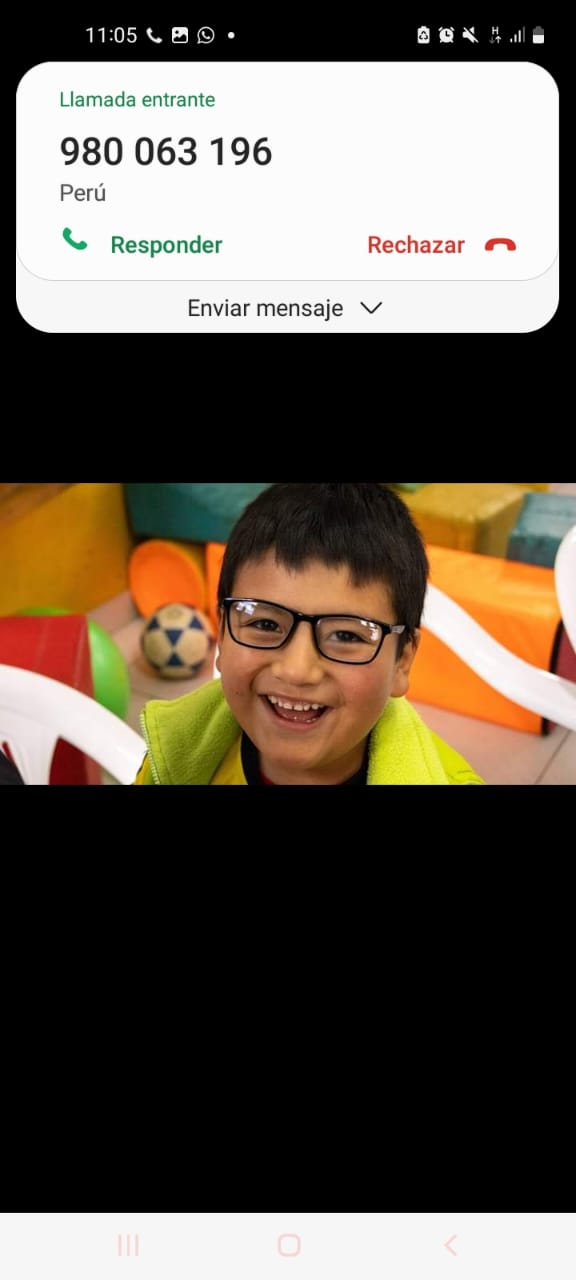 11:05
H
Llamada entrante
980 063 196
Perú
Responder
Rechazar
Enviar mensaje